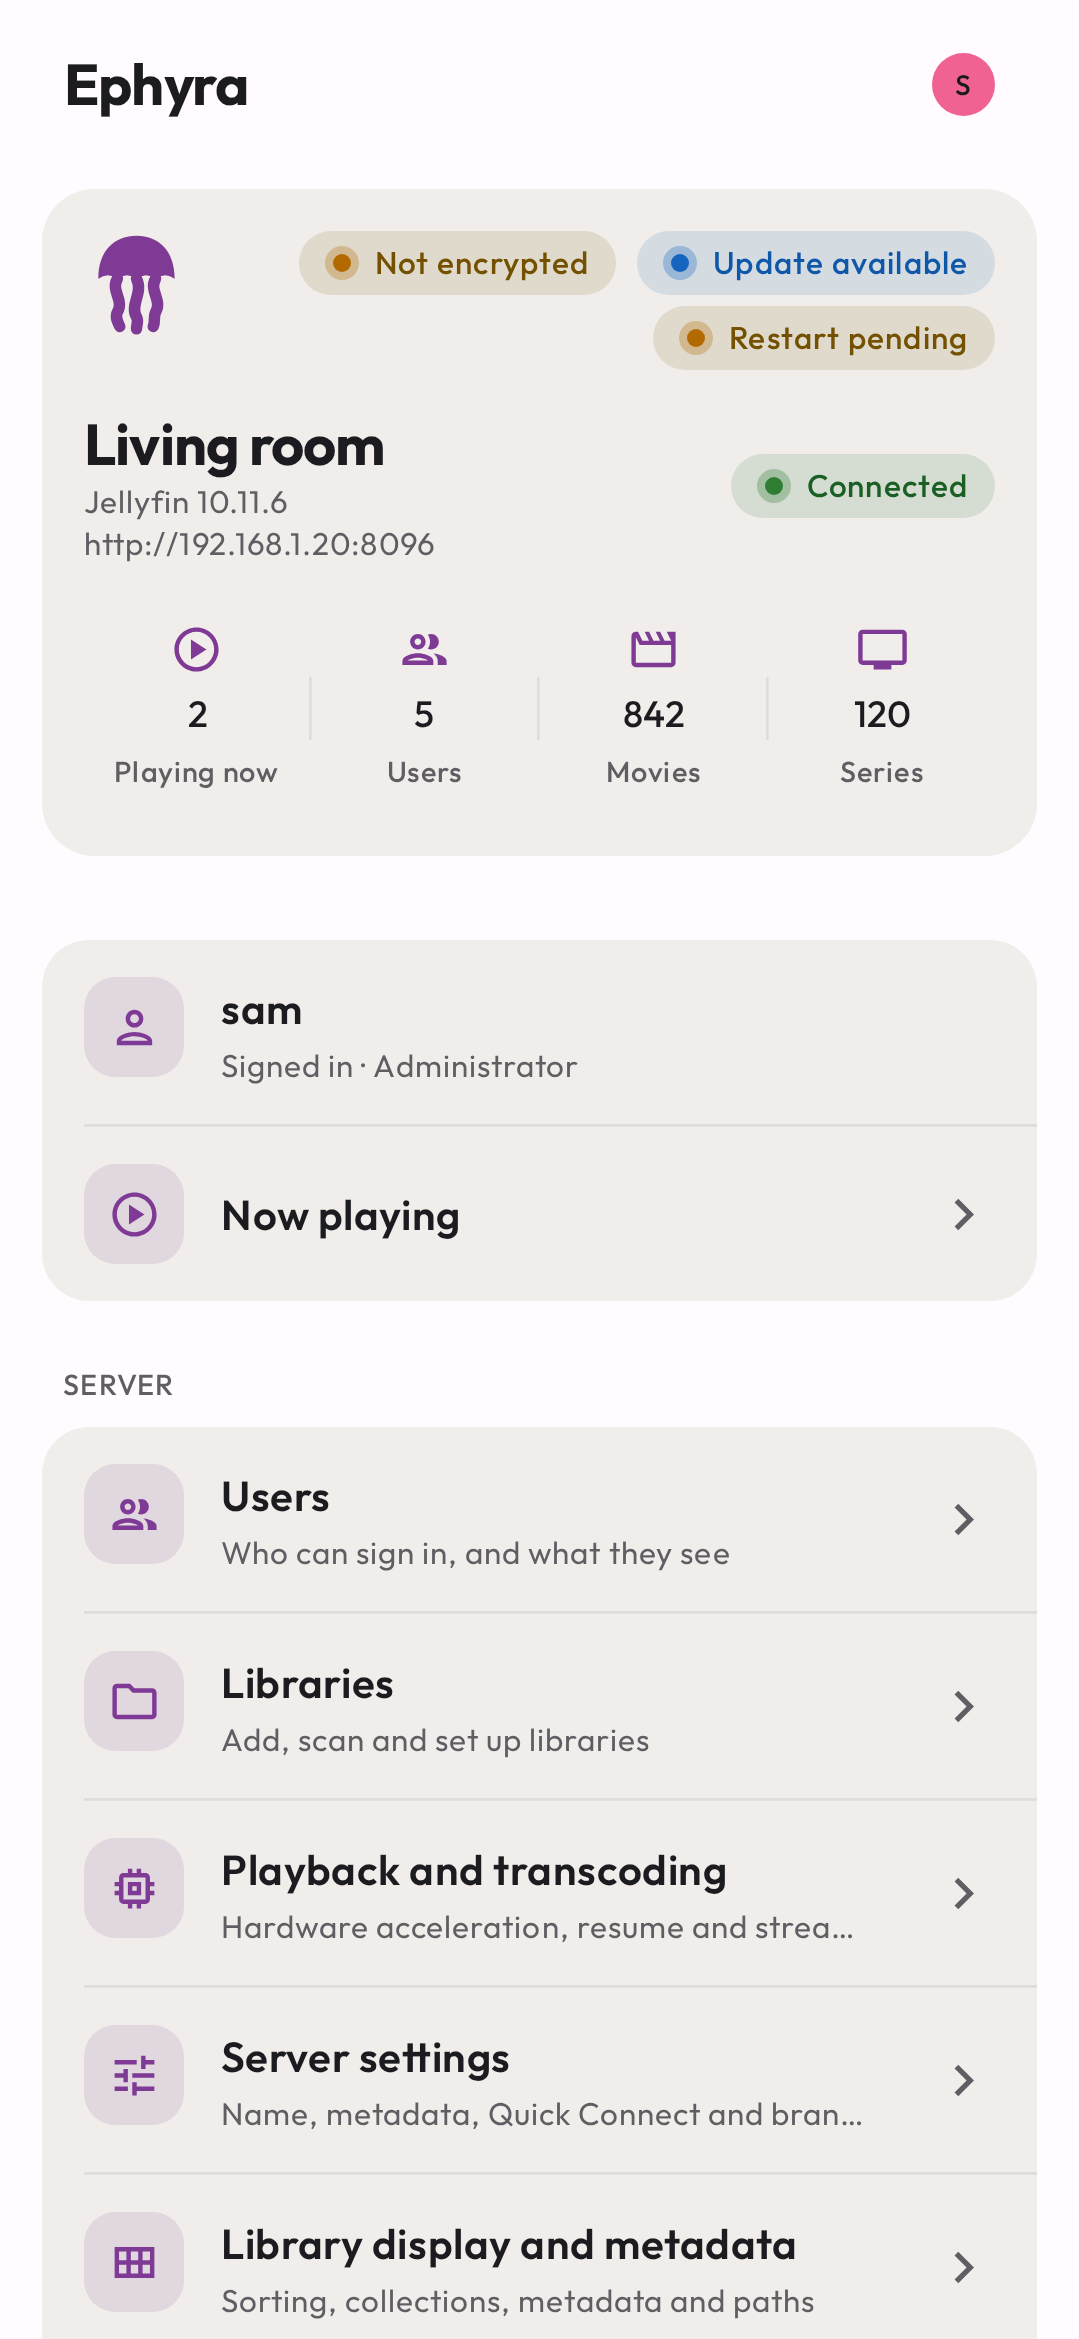 Ephyra
S
Not encrypted
Update available
Restart pending
Living room
Jellyfin 10.11.6
http://192.168.1.20:8096
Connected
2
5
842
120
Playing now
Users
Movies
Series
sam
Signed in · Administrator
Now playing
SERVER
Users
Who can sign in, and what they see
Libraries
Add, scan and set up libraries
Playback and transcoding
Hardware acceleration, resume and strea…
Server settings
Name, metadata, Quick Connect and bran…
Library display and metadata
Sorting, collections, metadata and paths